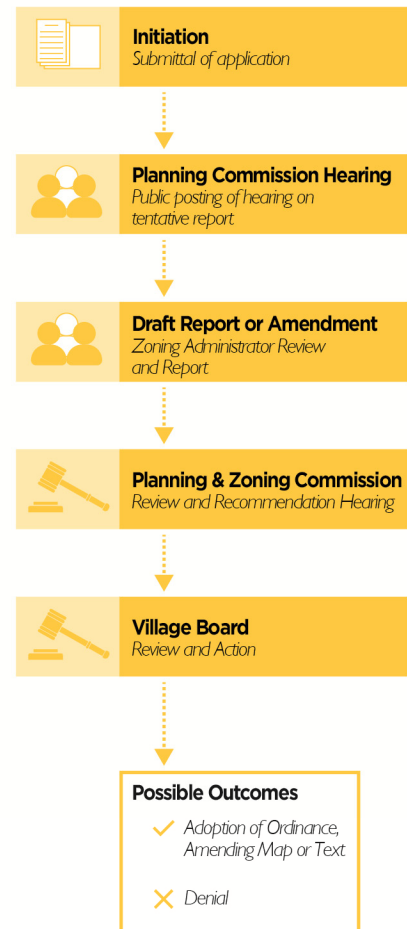 Initiation
Submittal of application
Planning Commission Hearing
Public posting of hearing on
tentative report
Draft Report or Amendment
Zoning Administrator Review
and Report
Planning & Zoning Commission
Review and Recommendation Hearing
Village Board
Review and Action
Possible Outcomes
Adoption of Ordinance,
Amending Map or Text
Denial